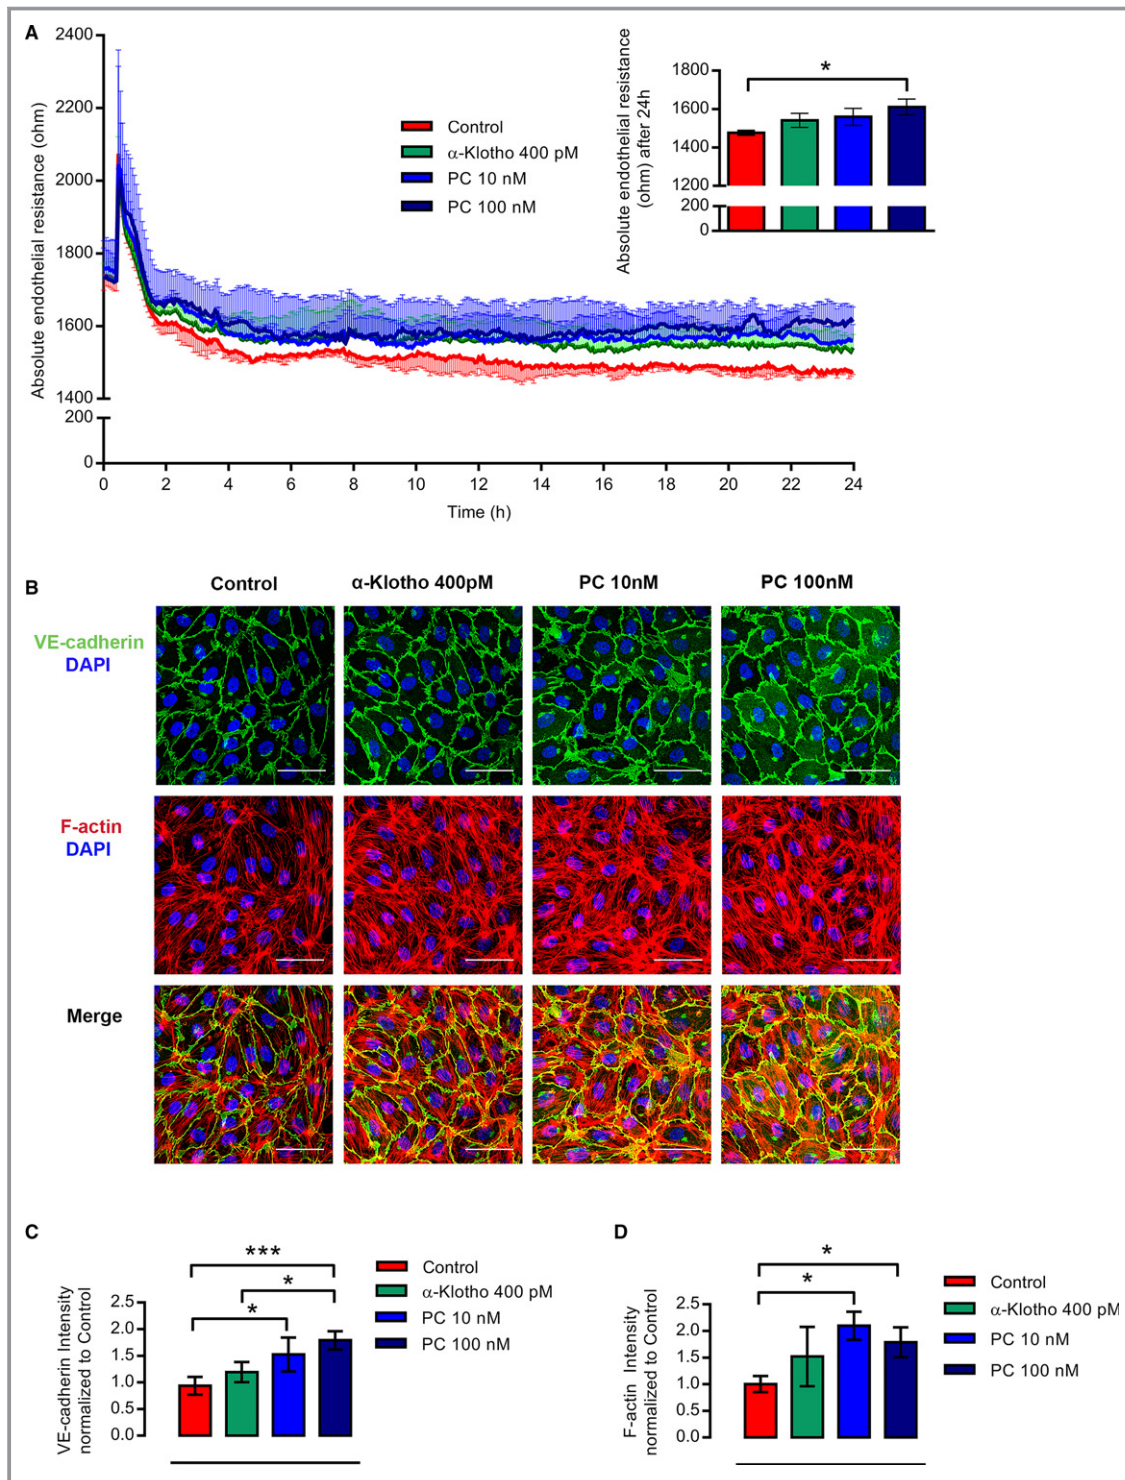 A
Absolute endothelial resistance (ohm)
2400
2200
2000
1800
1600
1400
200
0
0 2 4 6 8 10 12 14 16 18 20 22 24
Time (h)
Control
α-Klotho 400 pM
PC 10 nM
PC 100 nM
Absolute endothelial resistance
(ohm) after 24h
1800
1600
1400
1200
200
0
*
B
Control α-Klotho 400pM PC 10nM PC 100nM
VE-cadherin
DAPI
F-actin
DAPI
Merge
C
VE-cadherin Intensity
normalized to Control
2.5
2.0
1.5
1.0
0.5
0.0
***
*
*
Control
α-Klotho 400 pM
PC 10 nM
PC 100 nM
D
F-actin Intensity
normalized to Control
2.5
2.0
1.5
1.0
0.5
0.0
*
*
Control
α-Klotho 400 pM
PC 10 nM
PC 100 nM